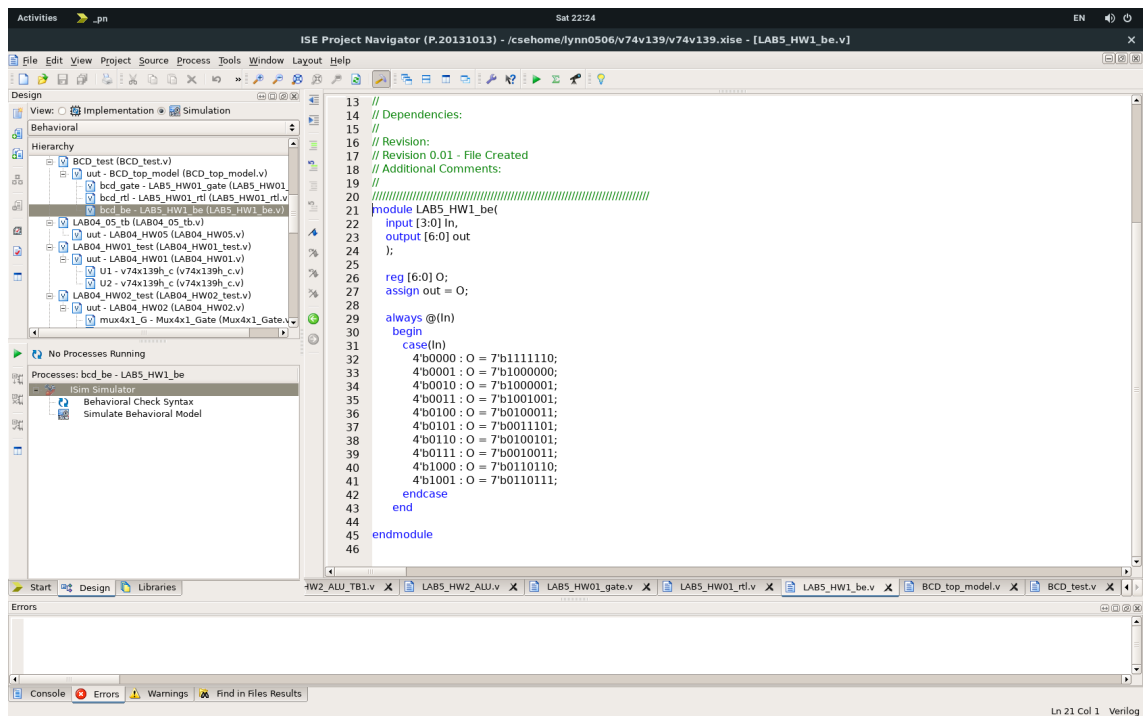 Activities _pn Sat 22:24 EN
ISE Project Navigator (P.20131013) - /csehome/lynn0506/v74v139/v74v139.xise - [LAB5_HW1_be.v]
File Edit View Project Source Process Tools Window Layout Help
Design
View: Implementation Simulation
Behavioral
Hierarchy
BCD_test (BCD_test.v)
uut - BCD_top_model (BCD_top_model.v)
bcd_gate - LAB5_HW01_gate (LAB5_HW01_
bcd_rtl - LAB5_HW01_rtl (LAB5_HW01_rtl.v
bcd_be - LAB5_HW1_be (LAB5_HW1_be.v)
LAB04_05_tb (LAB04_05_tb.v)
uut - LAB04_HW05 (LAB04_HW05.v)
LAB04_HW01_test (LAB04_HW01_test.v)
uut - LAB04_HW01 (LAB04_HW01.v)
U1 - v74x139h_c (v74x139h_c.v)
U2 - v74x139h_c (v74x139h_c.v)
LAB04_HW02_test (LAB04_HW02_test.v)
uut - LAB04_HW02 (LAB04_HW02.v)
mux4x1_G - Mux4x1_Gate (Mux4x1_Gate.v
No Processes Running
Processes: bcd_be - LAB5_HW1_be
ISim Simulator
Behavioral Check Syntax
Simulate Behavioral Model
Start Design Libraries
13 //
14 // Dependencies:
15 //
16 // Revision:
17 // Revision 0.01 - File Created
18 // Additional Comments:
19 //
20 //////////////////////////////////////////////////////////////////////////////////
21 module LAB5_HW1_be(
22 input [3:0] In,
23 output [6:0] out
24 );
25
26 reg [6:0] O;
27 assign out = O;
28
29 always @(In)
30 begin
31 case(In)
32 4'b0000 : O = 7'b1111110;
33 4'b0001 : O = 7'b1000000;
34 4'b0010 : O = 7'b1000001;
35 4'b0011 : O = 7'b1001001;
36 4'b0100 : O = 7'b0100011;
37 4'b0101 : O = 7'b0011101;
38 4'b0110 : O = 7'b0100101;
39 4'b0111 : O = 7'b0010011;
40 4'b1000 : O = 7'b0110110;
41 4'b1001 : O = 7'b0110111;
42 endcase
43 end
44
45 endmodule
46
HW2_ALU_TB1.v LAB5_HW2_ALU.v LAB5_HW01_gate.v LAB5_HW01_rtl.v LAB5_HW1_be.v BCD_top_model.v BCD_test.v
Errors
Console Errors Warnings Find in Files Results
Ln 21 Col 1 Verilog